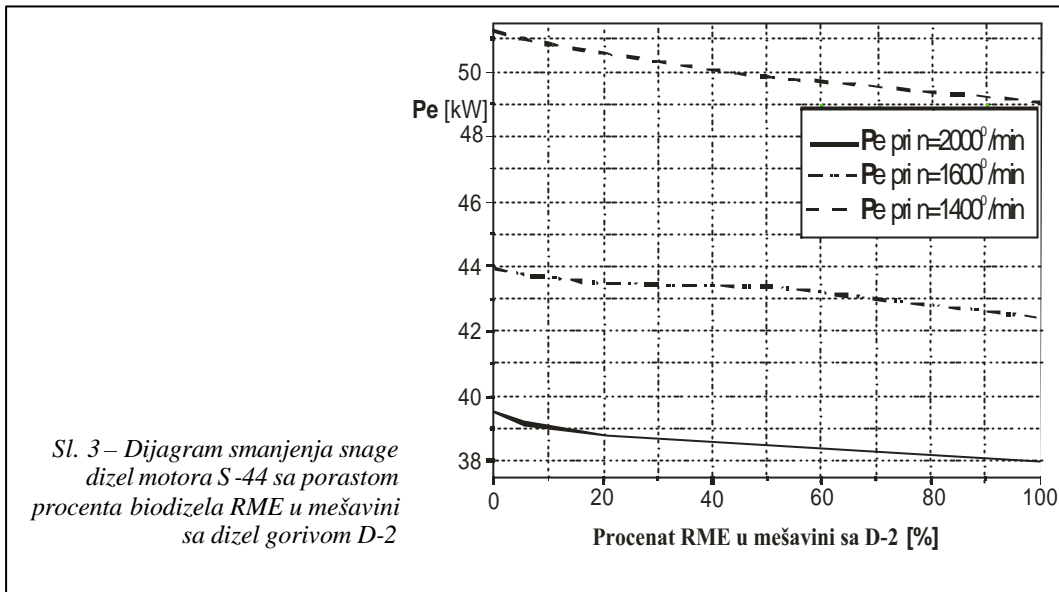 50
Pe [kW]
48
46
44
42
40
38
Pe pri n=2000⁰/min
Pe pri n=1600⁰/min
Pe pri n=1400⁰/min
0 20 40 60 80 100
Procenat RME u mešavini sa D-2 [%]
Sl. 3 – Dijagram smanjenja snage
dizel motora S -44 sa porastom
procenta biodizela RME u mešavini
sa dizel gorivom D-2